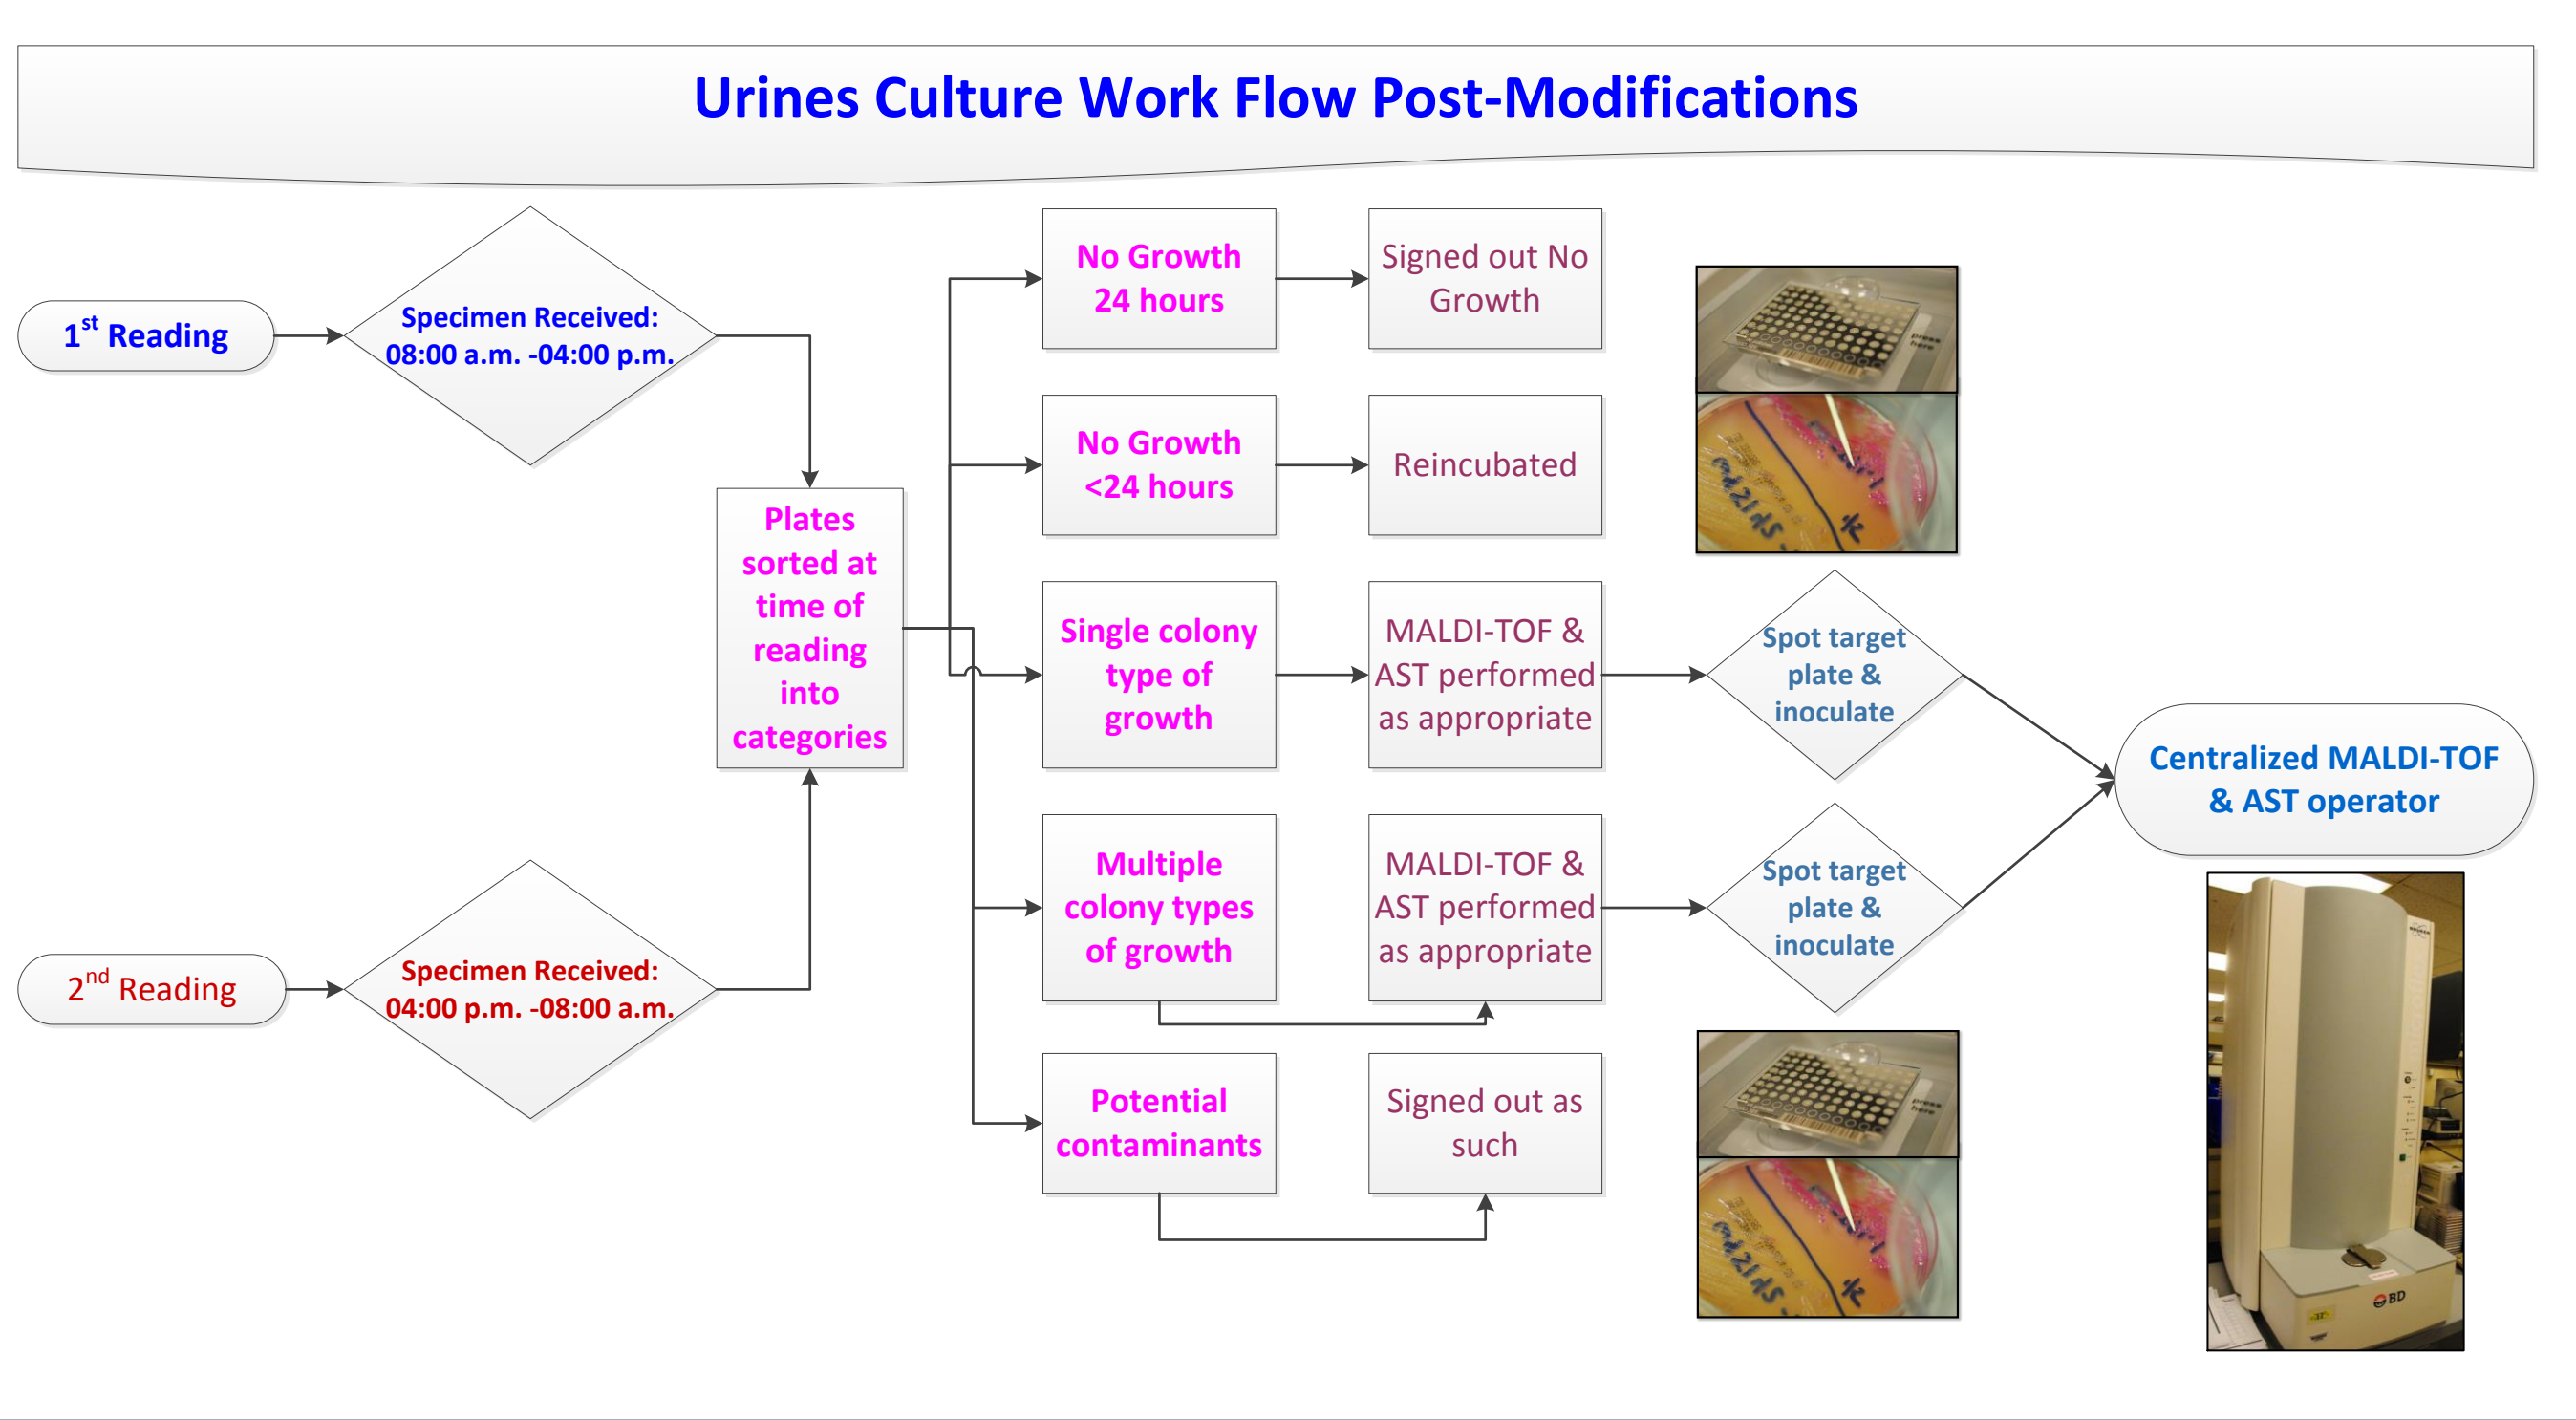 Urines Culture Work Flow Post-Modifications
1st Reading
Specimen Received:
08:00 a.m. -04:00 p.m.
2nd Reading
Specimen Received:
04:00 p.m. -08:00 a.m.
Plates
sorted at
time of
reading
into
categories
No Growth
24 hours
Signed out No
Growth
No Growth
<24 hours
Reincubated
Single colony
type of
growth
MALDI-TOF &
AST performed
as appropriate
Spot target
plate &
inoculate
Multiple
colony types
of growth
MALDI-TOF &
AST performed
as appropriate
Spot target
plate &
inoculate
Potential
contaminants
Signed out as
such
Centralized MALDI-TOF
& AST operator
press
here
press
here
BD